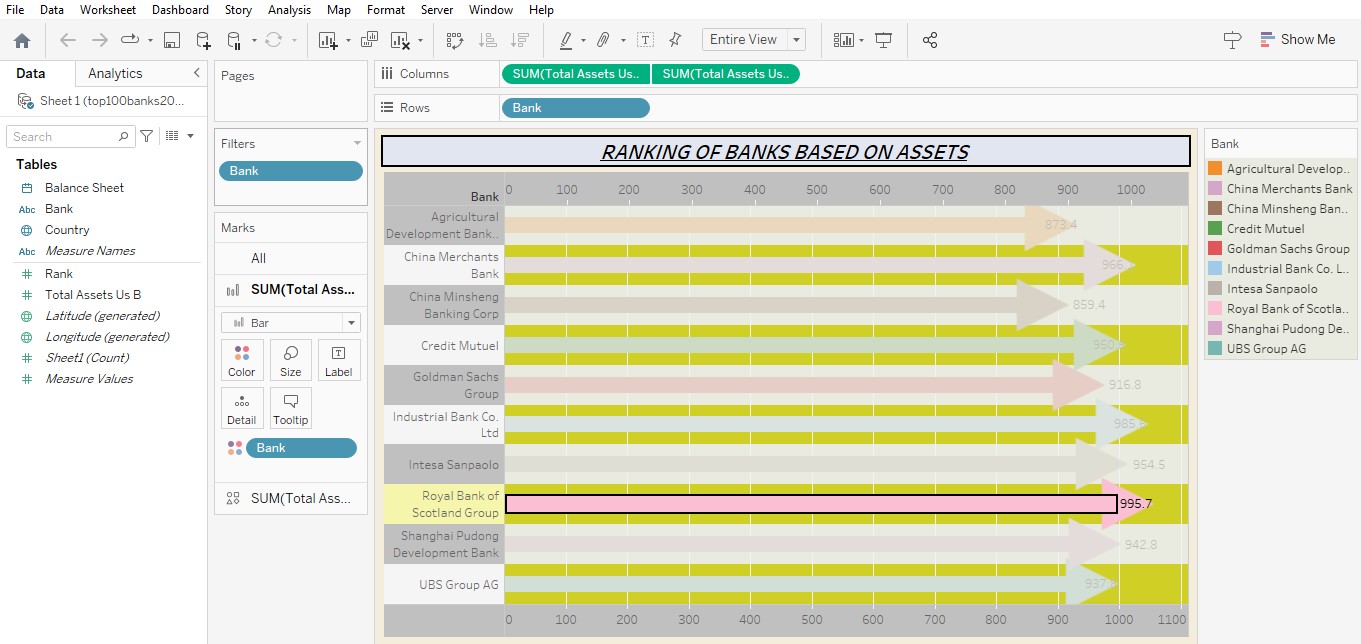 File Data Worksheet Dashboard Story Analysis Map Format Server Window Help
Entire View
Show Me
Data Analytics
Sheet 1 (top100banks20...
Search
Tables
Balance Sheet
Abc Bank
Country
Abc Measure Names
Rank
Total Assets Us B
Latitude (generated)
Longitude (generated)
Sheet1 (Count)
Measure Values
Pages
Filters
Bank
Marks
All
SUM(Total Ass...
Bar
Color Size Label
Detail Tooltip
Bank
SUM(Total Ass...
Columns SUM(Total Assets Us.. SUM(Total Assets Us..
Rows Bank
RANKING OF BANKS BASED ON ASSETS
Bank 0 100 200 300 400 500 600 700 800 900 1000
Agricultural
Development Bank.. 873.4
China Merchants
Bank
China Minsheng
Banking Corp 859.4
Credit Mutuel
Goldman Sachs
Group 916.8
Industrial Bank Co.
Ltd
Intesa Sanpaolo 954.5
Royal Bank of
Scotland Group 995.7
Shanghai Pudong
Development Bank 942.8
UBS Group AG
0 100 200 300 400 500 600 700 800 900 1000 1100
Bank
Agricultural Develop..
China Merchants Bank
China Minsheng Ban..
Credit Mutuel
Goldman Sachs Group
Industrial Bank Co. L..
Intesa Sanpaolo
Royal Bank of Scotla..
Shanghai Pudong De..
UBS Group AG